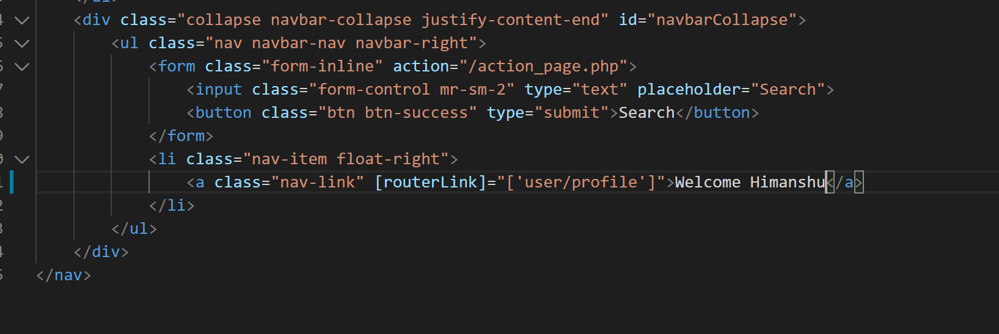 </ul>
<div class="collapse navbar-collapse justify-content-end" id="navbarCollapse">
<ul class="nav navbar-nav navbar-right">
<form class="form-inline" action="/action_page.php">
<input class="form-control mr-sm-2" type="text" placeholder="Search">
<button class="btn btn-success" type="submit">Search</button>
</form>
<li class="nav-item float-right">
<a class="nav-link" [routerLink]="['user/profile']">Welcome Himanshu</a>
</li>
</ul>
</div>
</nav>